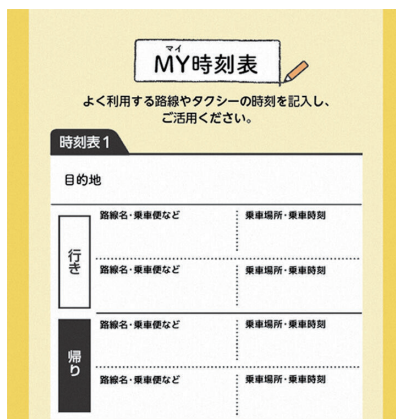 マイ
MY時刻表
よく利用する路線やタクシーの時刻を記入し、
ご活用ください。
時刻表1
目的地
行き
路線名・乗車便など 乗車場所・乗車時刻
路線名・乗車便など 乗車場所・乗車時刻
帰り
路線名・乗車便など 乗車場所・乗車時刻
路線名・乗車便など 乗車場所・乗車時刻